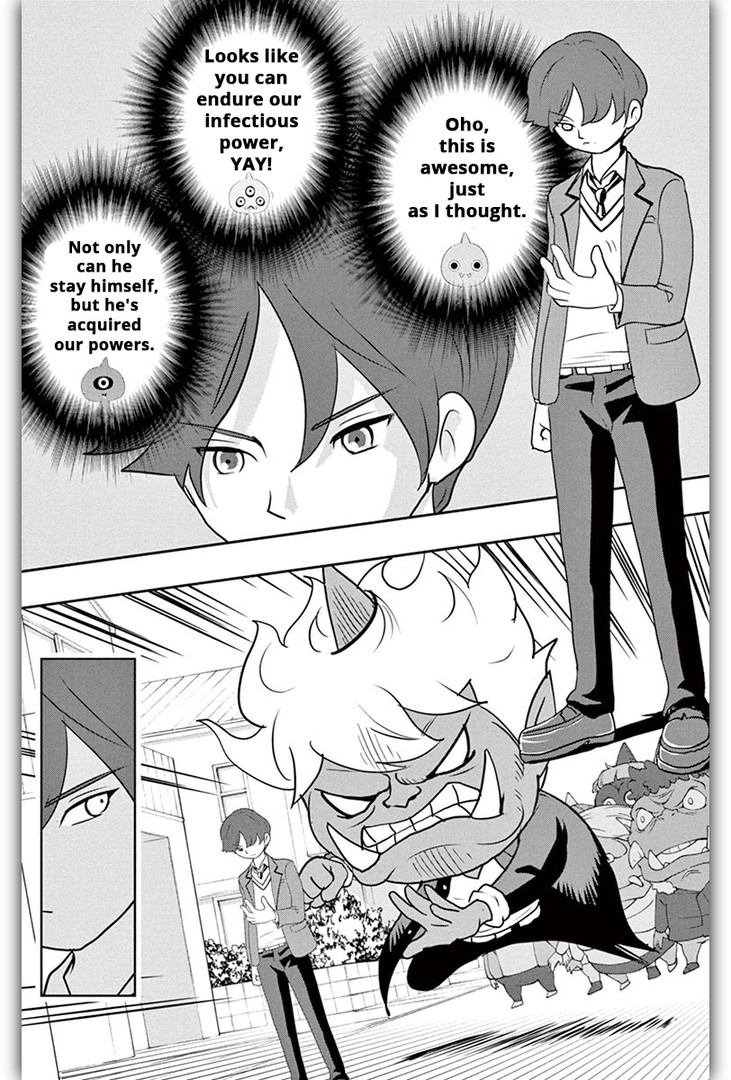 Oho,
this is
awesome,
just
as I thought.
Looks like
you can
endure our
infectious
power,
YAY!
Not only
can he
stay himself,
but he's
acquired
our powers.